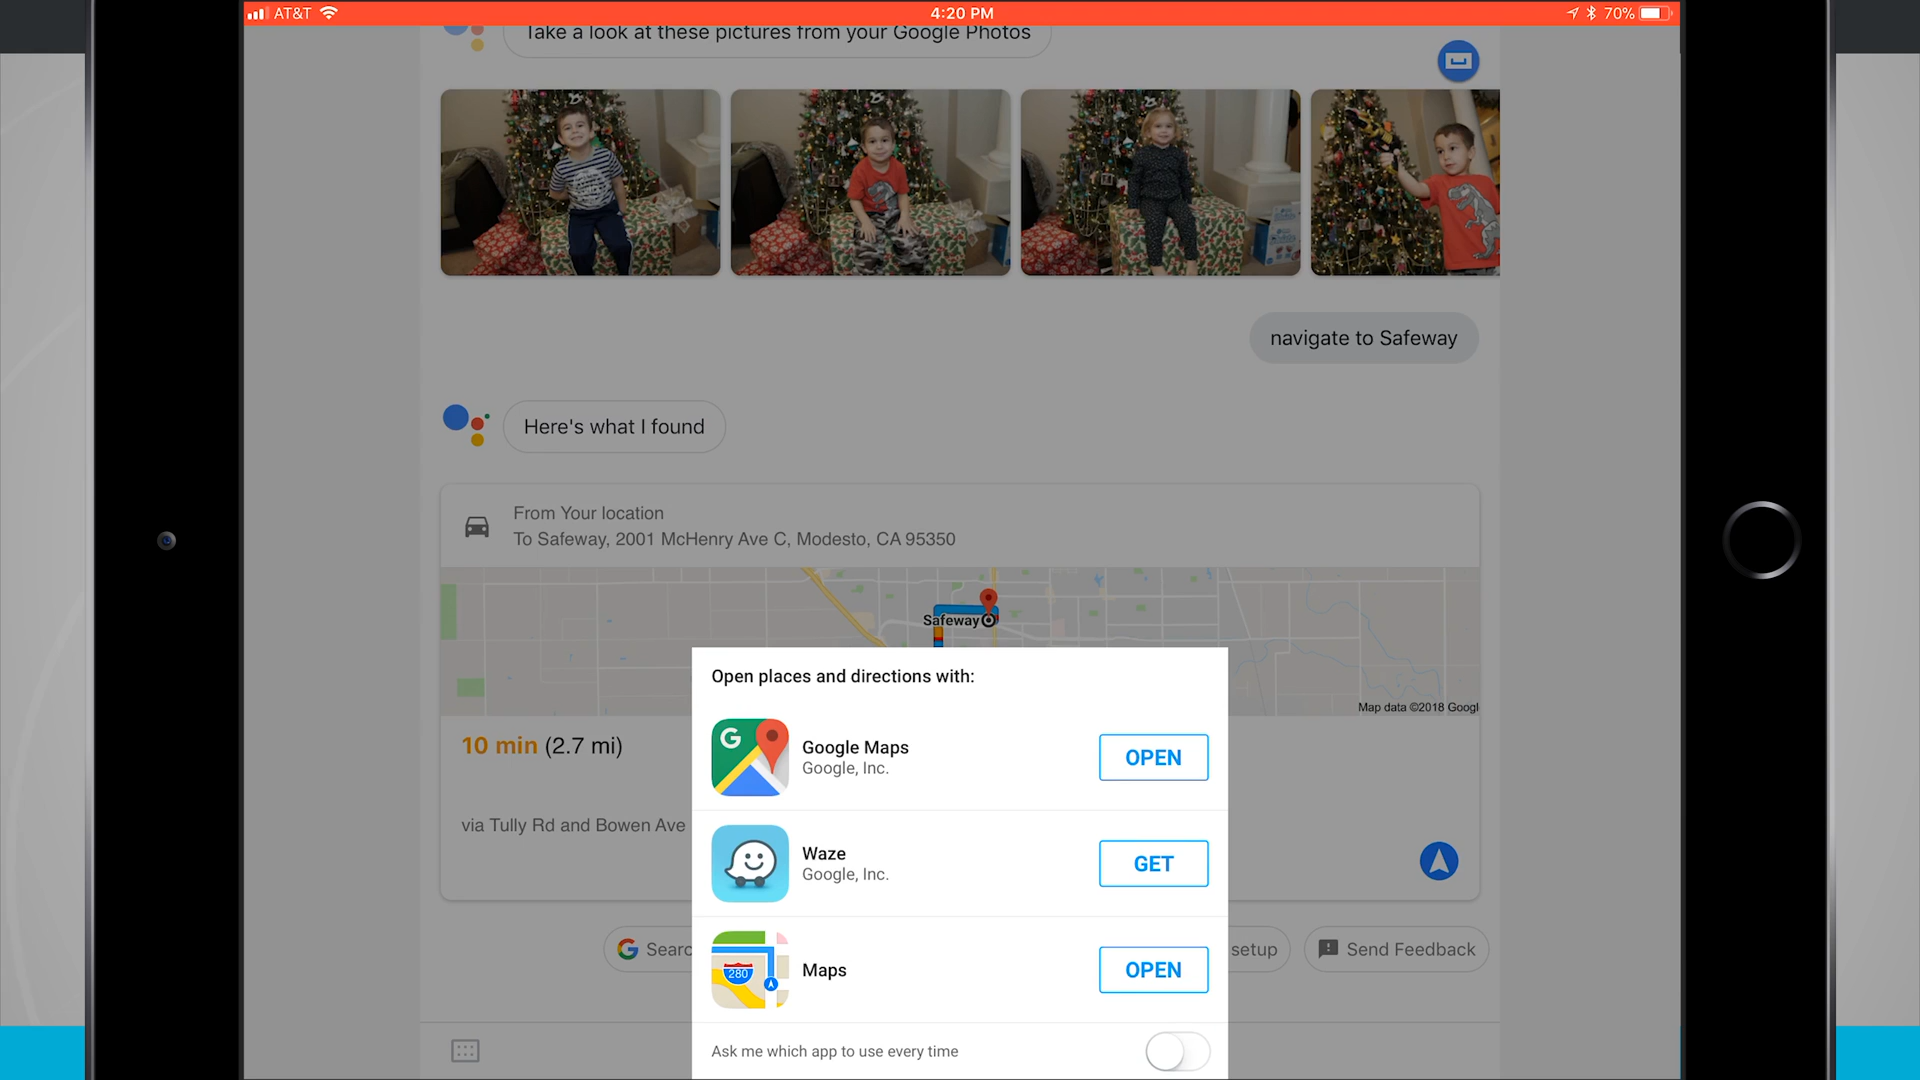 AT&T
4:20 PM
70%
Take a look at these pictures from your Google Photos
navigate to Safeway
Here's what I found
From Your location
To Safeway, 2001 McHenry Ave C, Modesto, CA 95350
Safeway
Map data ©2018 Googl
Open places and directions with:
10 min (2.7 mi)
G
Google Maps
Google, Inc.
OPEN
via Tully Rd and Bowen Ave
Waze
Google, Inc.
GET
Searc
setup
Send Feedback
280
Maps
OPEN
Ask me which app to use every time